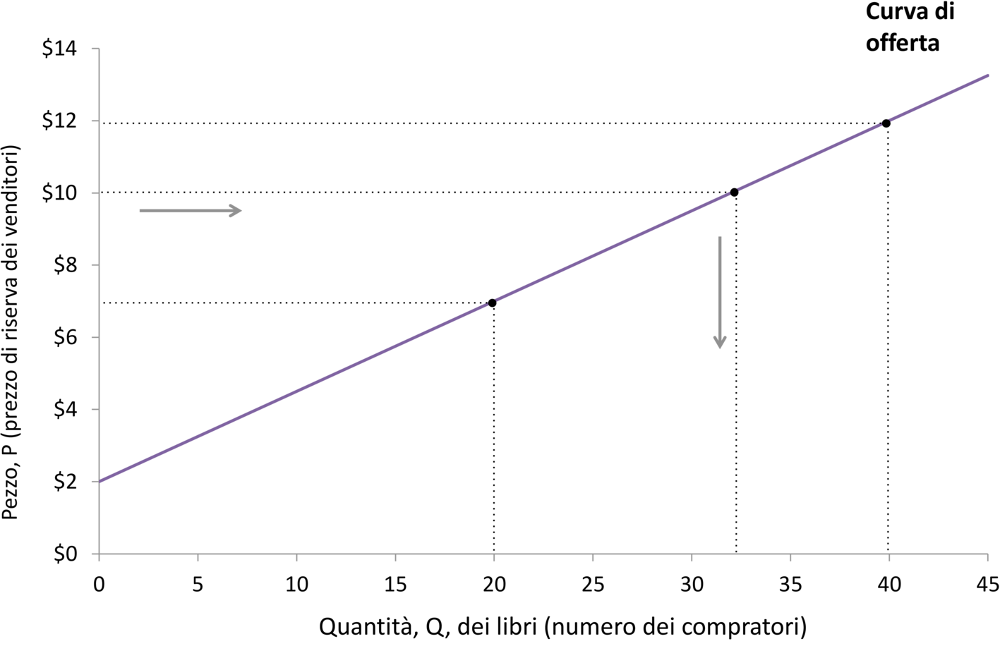 Curva di
offerta
$14
$12
$10
$8
$6
$4
$2
$0
Pezzo, P (prezzo di riserva dei venditori)
0 5 10 15 20 25 30 35 40 45
Quantità, Q, dei libri (numero dei compratori)